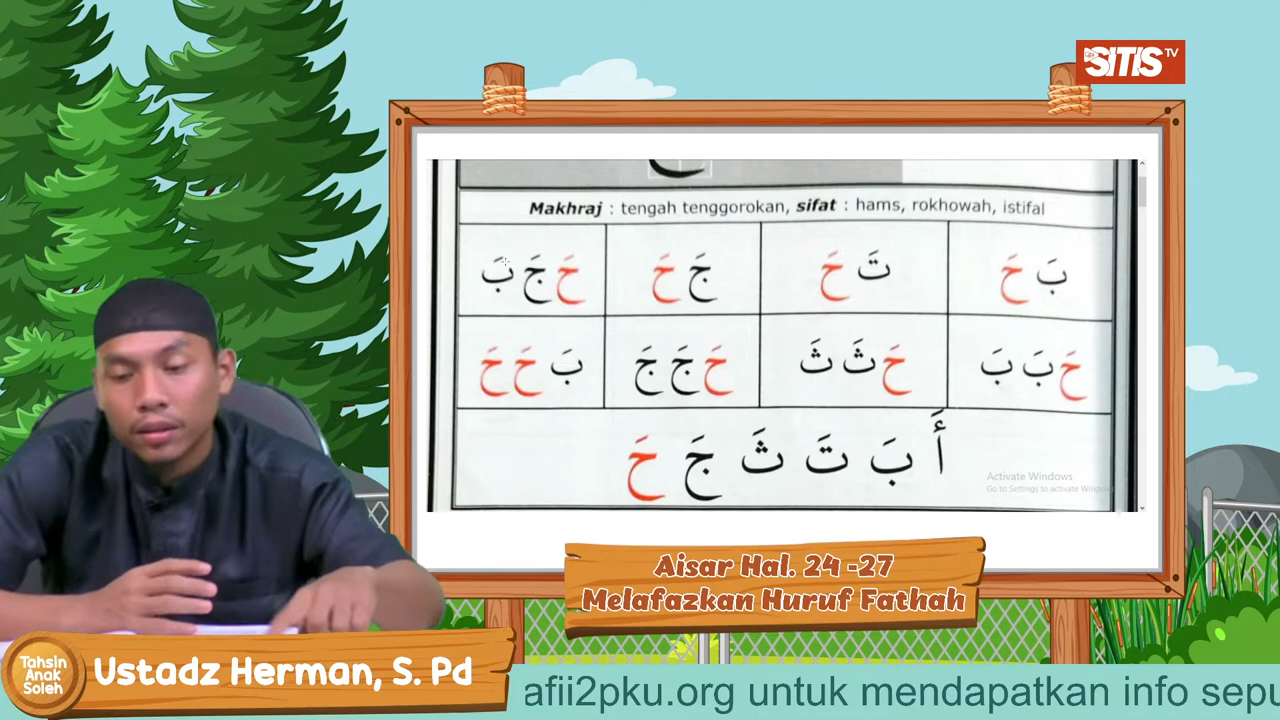 SITIS TV
Makhraj : tengah tenggorokan, sifat : hams, rokhowah, istifal
بَ حَ تَ حَ جَ حَ حَ جَ بَ
حَ بَ بَ حَ ثَ ثَ حَ جَ جَ بَ حَ حَ
أَ بَ تَ ثَ جَ حَ
Activate Windows
Go to Settings to activate Windows
Aisar Hal. 24 -27
Melafazkan Huruf Fathah
Tahsin
Anak
Soleh
Ustadz Herman, S. Pd
afii2pku.org untuk mendapatkan info sepu